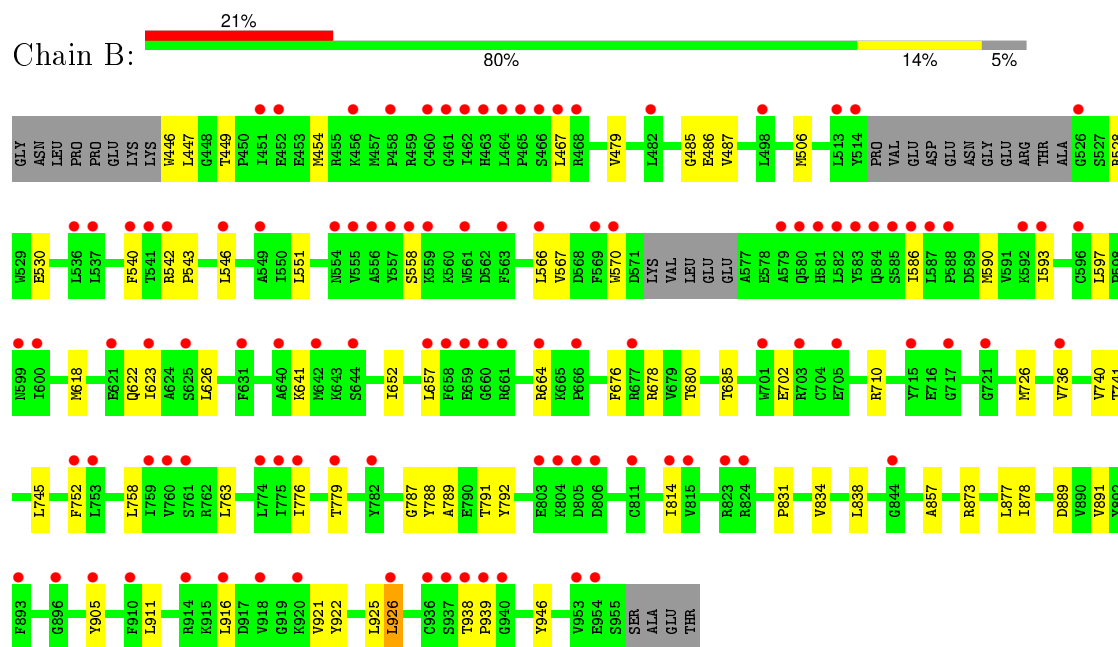 21%
Chain B:
80% 14% 5%
GLY ASN LEU PRO PRO GLU LYS LYS W446 L447 G448 T449 P450 I451 E452 E453 M454 R455 K456 M457 P458 R459 C460 G461 I462 H463 L464 P465 S466 L467 R468 V479 L482 G485 E486 V487 L498 M506 L513 Y514 PRO VAL GLU ASP GLU ASN GLY GLU ARG THR ALA S526 S527 R528
W529 E530 L536 L537 F540 T541 R542 P543 L546 A549 I550 L551 N554 V555 A556 Y557 S558 K559 K560 W561 D562 F563 L566 V567 D568 F569 W570 D571 LYS VAL LEU GLU GLU A577 E578 A579 Q580 H581 L582 Y583 Q584 S585 I586 L587 P588 D589 M590 V591 K592 I593 C596 L597 P598
N599 I600 M618 E621 Q622 I623 A624 S625 L626 F631 A640 K641 M642 K643 S644 I652 L657 F658 E659 G660 R661 R664 K665 P666 F676 R677 R678 V679 T680 T685 W701 E702 R703 C704 E705 R710 Y715 E716 G717 G721 M726 V736 V740 T741
L745 F752 L753 L758 I759 V760 S761 R762 L763 L774 I775 I776 T779 Y782 G787 Y788 A789 E790 T791 Y792 E803 K804 D805 D806 C811 I814 V815 R823 R824 P831 V834 L838 G844 A857 R873 L877 I878 D889 V890 V891 Y892
F893 G896 Y905 F910 L911 R914 K915 L916 D917 V918 G919 K920 V921 Y922 L925 L926 C936 S937 T938 P939 G940 Y946 V953 E954 S955 SER ALA GLU THR